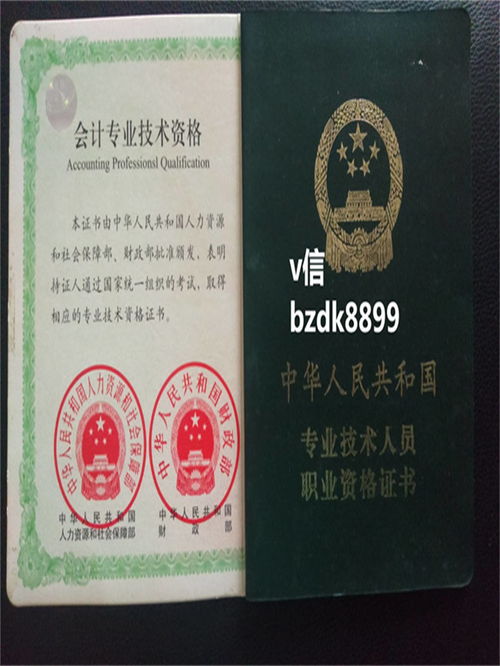 会计专业技术资格
Accounting Professionsl Qualification
本证书由中华人民共和国人力资源
和社会保障部、财政部批准颁发，表明
持证人通过国家统一组织的考试，取得
相应的专业技术资格证书。
中华人民共和国人力资源和社会保障部
中华人民共和国财政部
中华人民共和国
人力资源和社会保障部
中华人民共和国
财政部
v信
bzdk8899
中华人民共和国
专业技术人员
职业资格证书